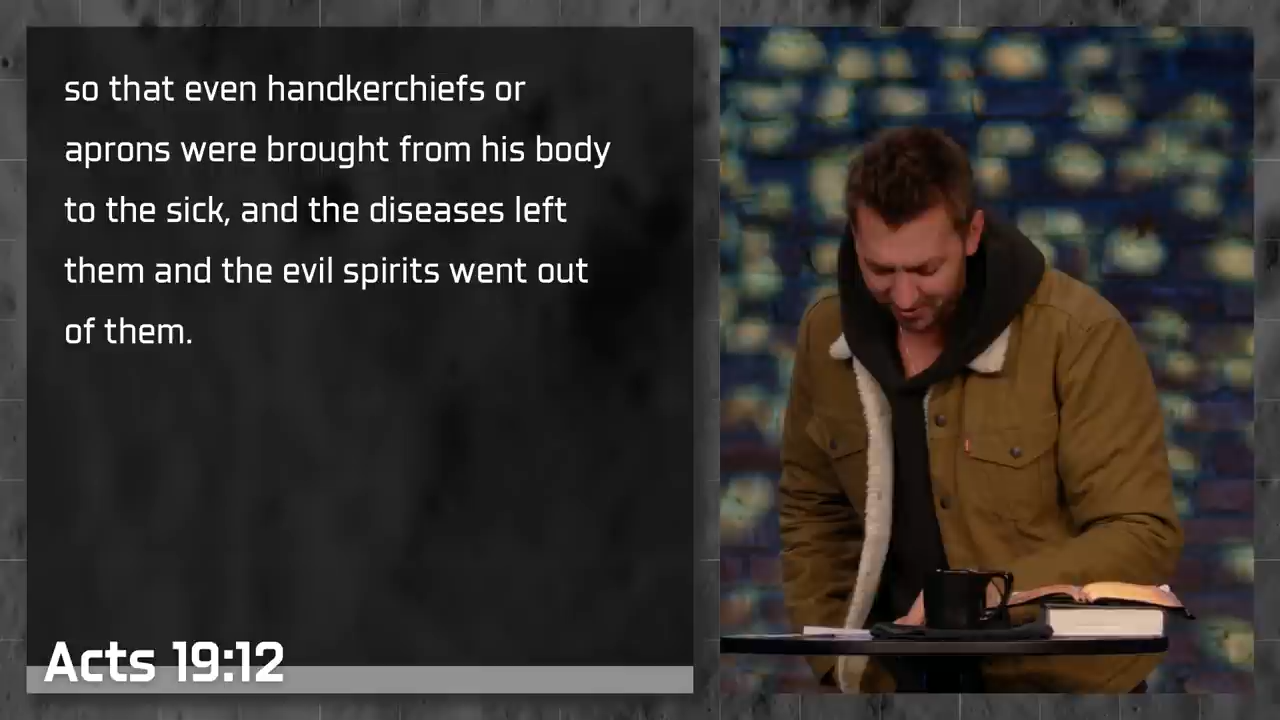 so that even handkerchiefs or
aprons were brought from his body
to the sick, and the diseases left
them and the evil spirits went out
of them.
Acts 19:12